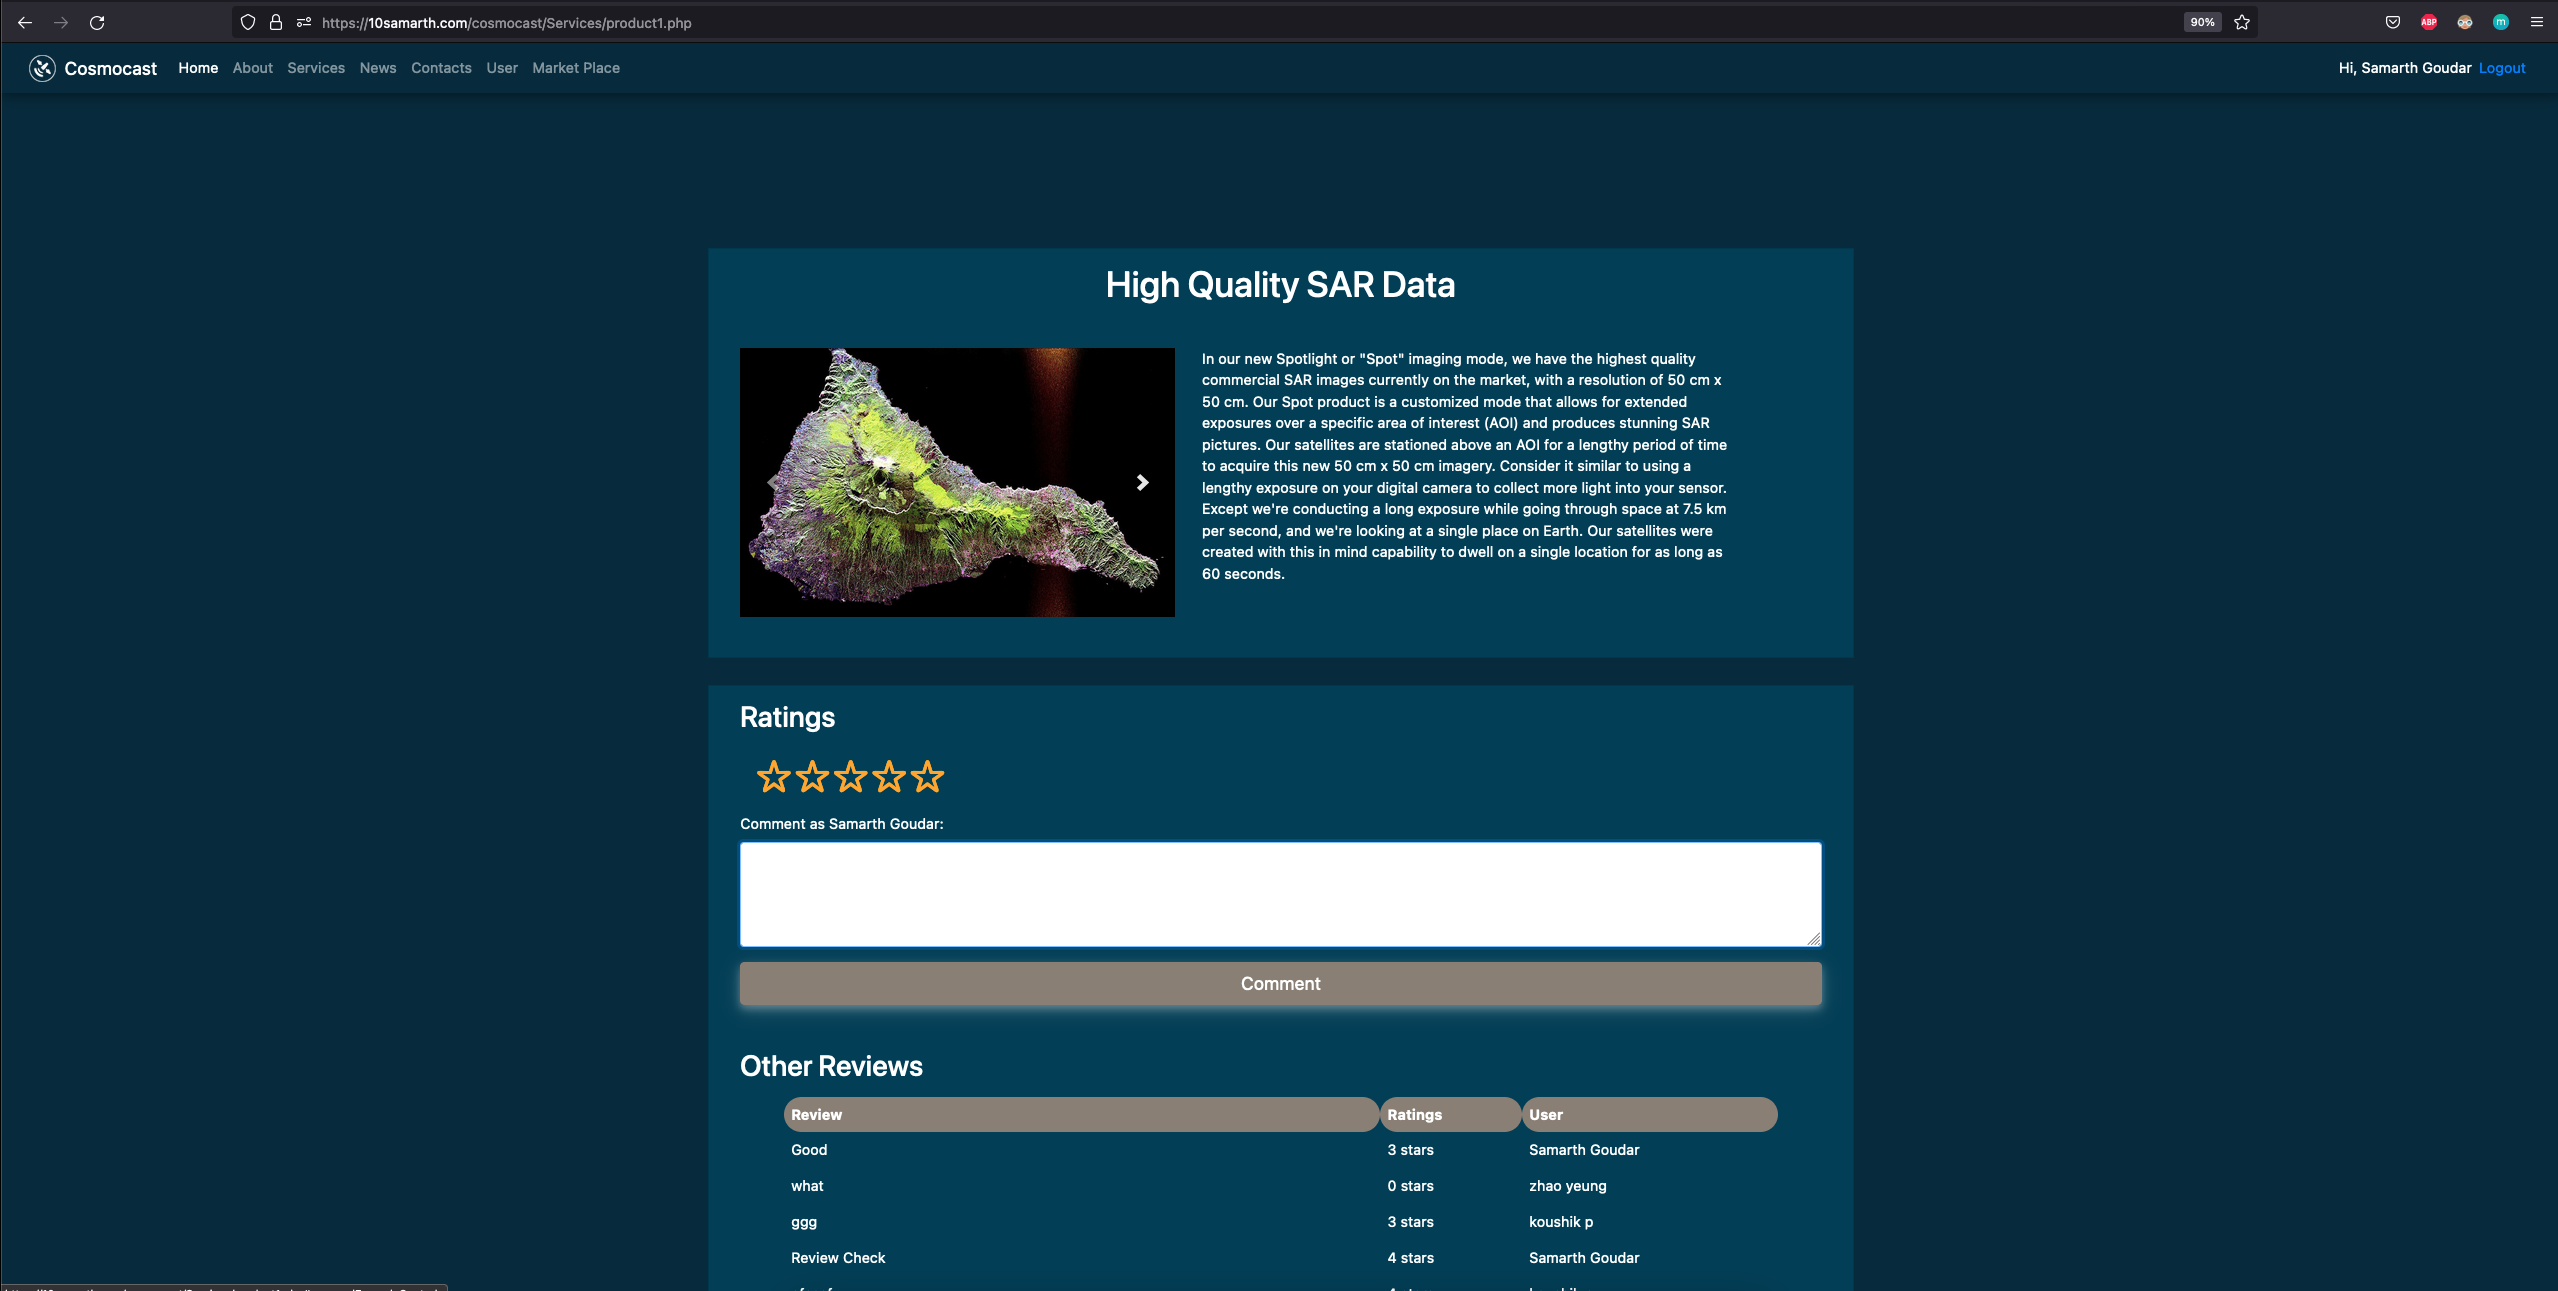 https://10samarth.com/cosmocast/Services/product1.php 90% ABP m
Cosmocast Home About Services News Contacts User Market Place Hi, Samarth Goudar Logout
High Quality SAR Data
In our new Spotlight or "Spot" imaging mode, we have the highest quality
commercial SAR images currently on the market, with a resolution of 50 cm x
50 cm. Our Spot product is a customized mode that allows for extended
exposures over a specific area of interest (AOI) and produces stunning SAR
pictures. Our satellites are stationed above an AOI for a lengthy period of time
to acquire this new 50 cm x 50 cm imagery. Consider it similar to using a
lengthy exposure on your digital camera to collect more light into your sensor.
Except we're conducting a long exposure while going through space at 7.5 km
per second, and we're looking at a single place on Earth. Our satellites were
created with this in mind capability to dwell on a single location for as long as
60 seconds.
Ratings
Comment as Samarth Goudar:
Comment
Other Reviews
Review Ratings User
Good 3 stars Samarth Goudar
what 0 stars zhao yeung
ggg 3 stars koushik p
Review Check 4 stars Samarth Goudar